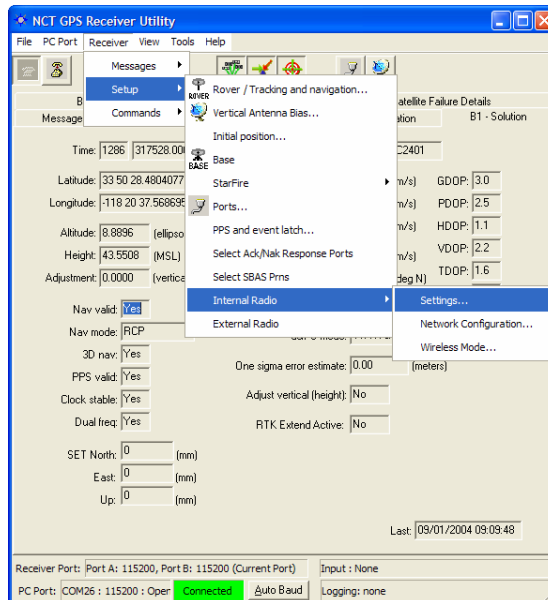 NCT GPS Receiver Utility
File PC Port Receiver View Tools Help
Messages
Setup
Commands
ROVER Rover / Tracking and navigation...
Vertical Antenna Bias...
Initial position...
BASE Base
StarFire
Ports...
PPS and event latch...
Select Ack/Nak Response Ports
Select SBAS Prns
Internal Radio
External Radio
Settings...
Network Configuration...
Wireless Mode...
B atellite Failure Details
Message ation B1 - Solution
Time: 1286 317528.00 C2401
Latitude: 33 50 28.4804077 m/s) GDOP: 3.0
Longitude: -118 20 37.568695 m/s) PDOP: 2.5
Altitude: 8.8896 (ellipso m/s) HDOP: 1.1
Height: 43.5508 (MSL) m/s) VDOP: 2.2
Adjustment: 0.0000 (vertica deg N) TDOP: 1.6
Nav valid: Yes
Nav mode: RCP
3D nav: Yes
PPS valid: Yes
Clock stable: Yes
Dual freq: Yes
One sigma error estimate: 0.00 (meters)
Adjust vertical (height): No
RTK Extend Active: No
SET North: 0 (mm)
East: 0 (mm)
Up: 0 (mm)
Last: 09/01/2004 09:09:48
Receiver Port: Port A: 115200, Port B: 115200 (Current Port) Input : None
PC Port: COM26 : 115200 : Oper Connected Auto Baud Logging: none